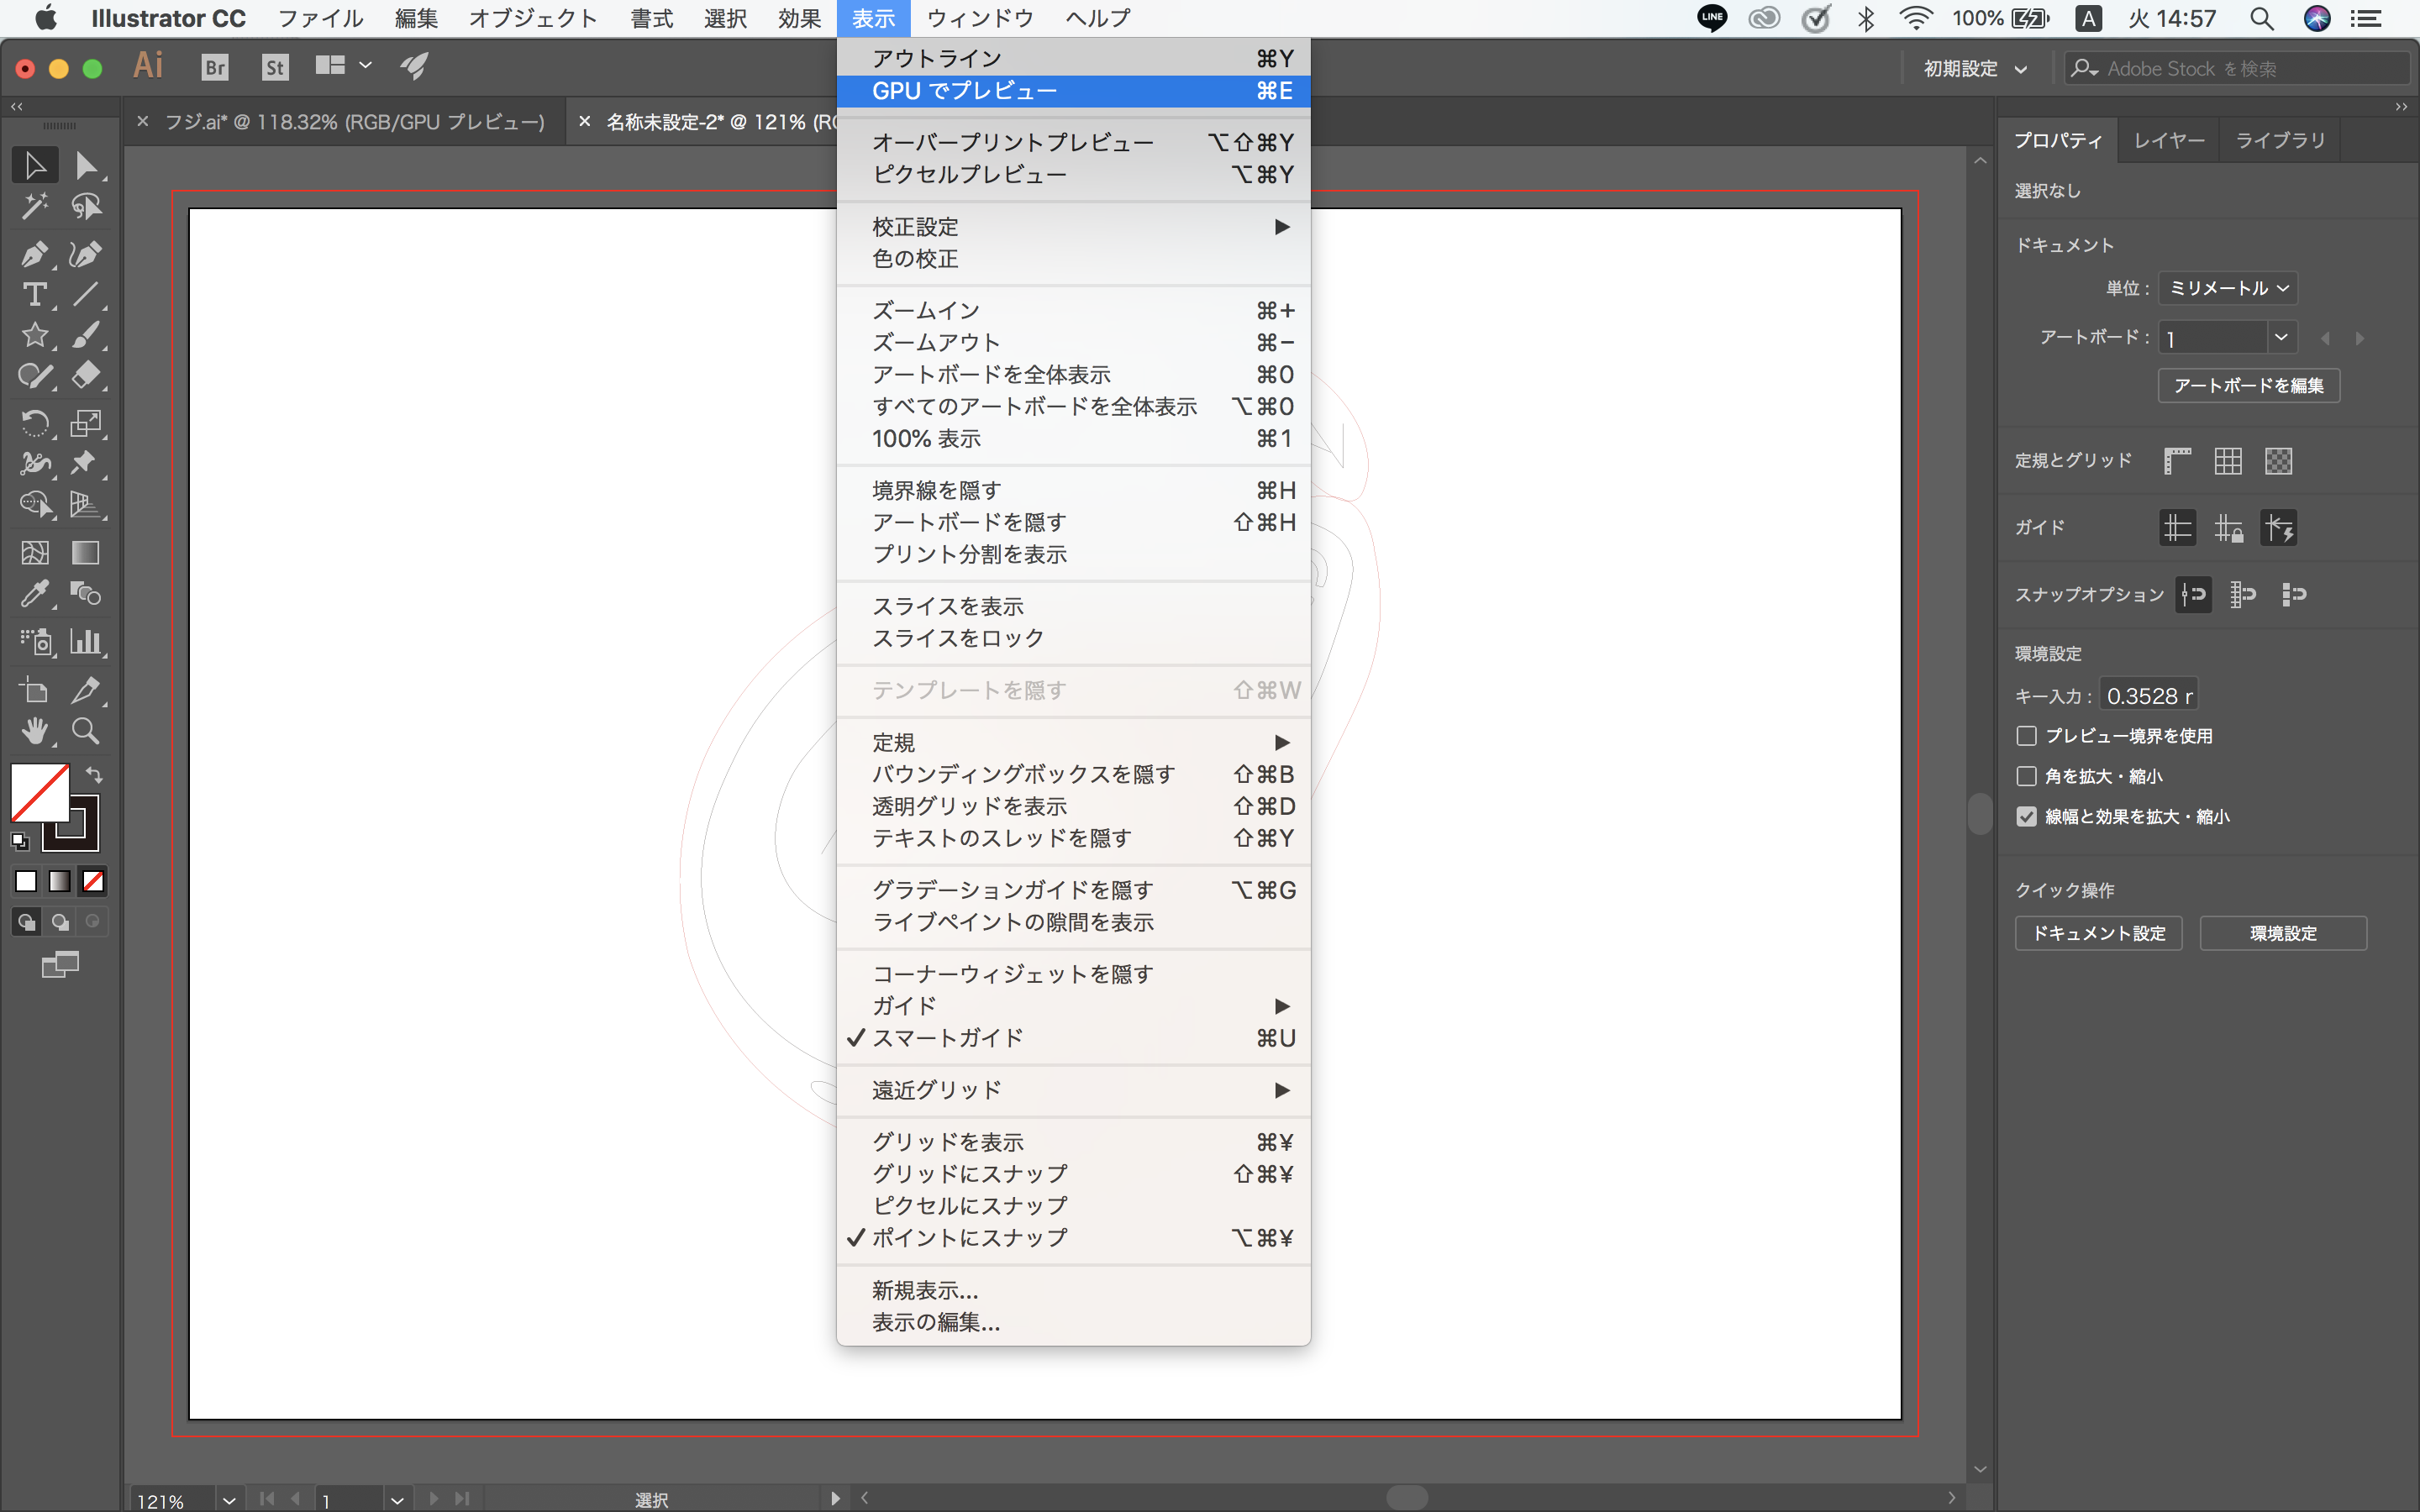 Illustrator CC ファイル 編集 オブジェクト 書式 選択 効果 表示 ウィンドウ ヘルプ
LINE 100% A 火 14:57
Ai Br St
初期設定
Adobe Stock を検索
× フジ.ai* @ 118.32% (RGB/GPU プレビュー)
× 名称未設定-2* @ 121% (RG
アウトライン ⌘Y
GPU でプレビュー ⌘E
オーバープリントプレビュー ⌥⇧⌘Y
ピクセルプレビュー ⌥⌘Y
校正設定 ▶
色の校正
ズームイン ⌘+
ズームアウト ⌘−
アートボードを全体表示 ⌘0
すべてのアートボードを全体表示 ⌥⌘0
100% 表示 ⌘1
境界線を隠す ⌘H
アートボードを隠す ⇧⌘H
プリント分割を表示
スライスを表示
スライスをロック
テンプレートを隠す ⇧⌘W
定規 ▶
バウンディングボックスを隠す ⇧⌘B
透明グリッドを表示 ⇧⌘D
テキストのスレッドを隠す ⇧⌘Y
グラデーションガイドを隠す ⌥⌘G
ライブペイントの隙間を表示
コーナーウィジェットを隠す
ガイド ▶
✓ スマートガイド ⌘U
遠近グリッド ▶
グリッドを表示 ⌘¥
グリッドにスナップ ⇧⌘¥
ピクセルにスナップ
✓ ポイントにスナップ ⌥⌘¥
新規表示...
表示の編集...
プロパティ レイヤー ライブラリ
選択なし
ドキュメント
単位 : ミリメートル
アートボード : 1
アートボードを編集
定規とグリッド
ガイド
スナップオプション
環境設定
キー入力 : 0.3528 r
プレビュー境界を使用
角を拡大・縮小
線幅と効果を拡大・縮小
クイック操作
ドキュメント設定 環境設定
121% 1 選択